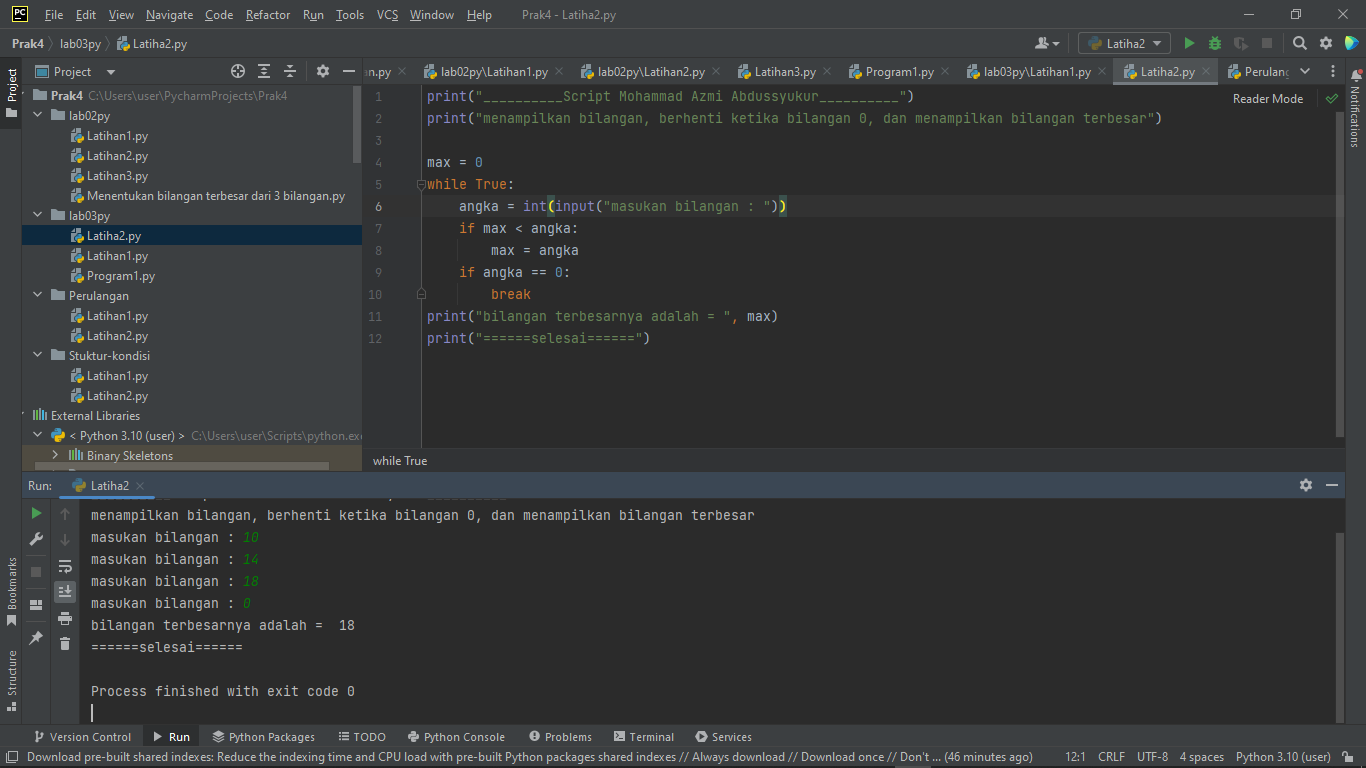 PC File Edit View Navigate Code Refactor Run Tools VCS Window Help Prak4 - Latiha2.py
Prak4 lab03py Latiha2.py Latiha2
Project
Project
an.py lab02py\Latihan1.py lab02py\Latihan2.py Latihan3.py Program1.py lab03py\Latihan1.py Latiha2.py Perulang
Prak4 C:\Users\user\PycharmProjects\Prak4
lab02py
Latihan1.py
Latihan2.py
Latihan3.py
Menentukan bilangan terbesar dari 3 bilangan.py
lab03py
Latiha2.py
Latihan1.py
Program1.py
Perulangan
Latihan1.py
Latihan2.py
Stuktur-kondisi
Latihan1.py
Latihan2.py
External Libraries
< Python 3.10 (user) > C:\Users\user\Scripts\python.exe
Binary Skeletons
1 print("__________Script Mohammad Azmi Abdussyukur__________")
2 print("menampilkan bilangan, berhenti ketika bilangan 0, dan menampilkan bilangan terbesar")
3
4 max = 0
5 while True:
6 angka = int(input("masukan bilangan : "))
7 if max < angka:
8 max = angka
9 if angka == 0:
10 break
11 print("bilangan terbesarnya adalah = ", max)
12 print("======selesai======")
Reader Mode
Notifications
while True
Run: Latiha2
menampilkan bilangan, berhenti ketika bilangan 0, dan menampilkan bilangan terbesar
masukan bilangan : 10
masukan bilangan : 14
masukan bilangan : 18
masukan bilangan : 0
bilangan terbesarnya adalah =  18
======selesai======
Process finished with exit code 0
Bookmarks
Structure
Version Control Run Python Packages TODO Python Console Problems Terminal Services
Download pre-built shared indexes: Reduce the indexing time and CPU load with pre-built Python packages shared indexes // Always download // Download once // Don't ... (46 minutes ago) 12:1 CRLF UTF-8 4 spaces Python 3.10 (user)